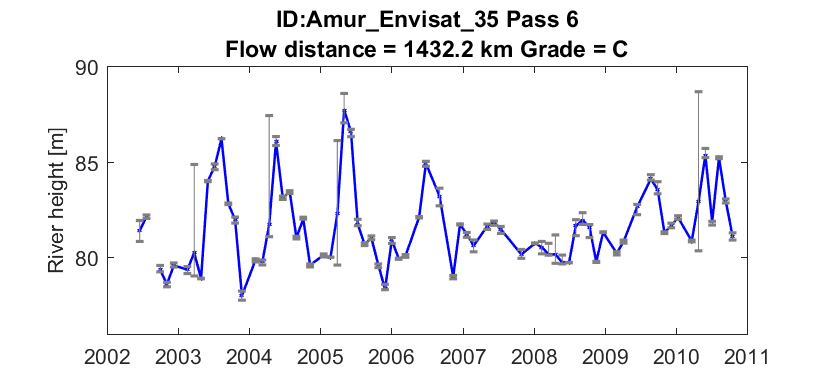 ID:Amur_Envisat_35 Pass 6
Flow distance = 1432.2 km Grade = C
River height [m]
90
85
80
2002 2003 2004 2005 2006 2007 2008 2009 2010 2011